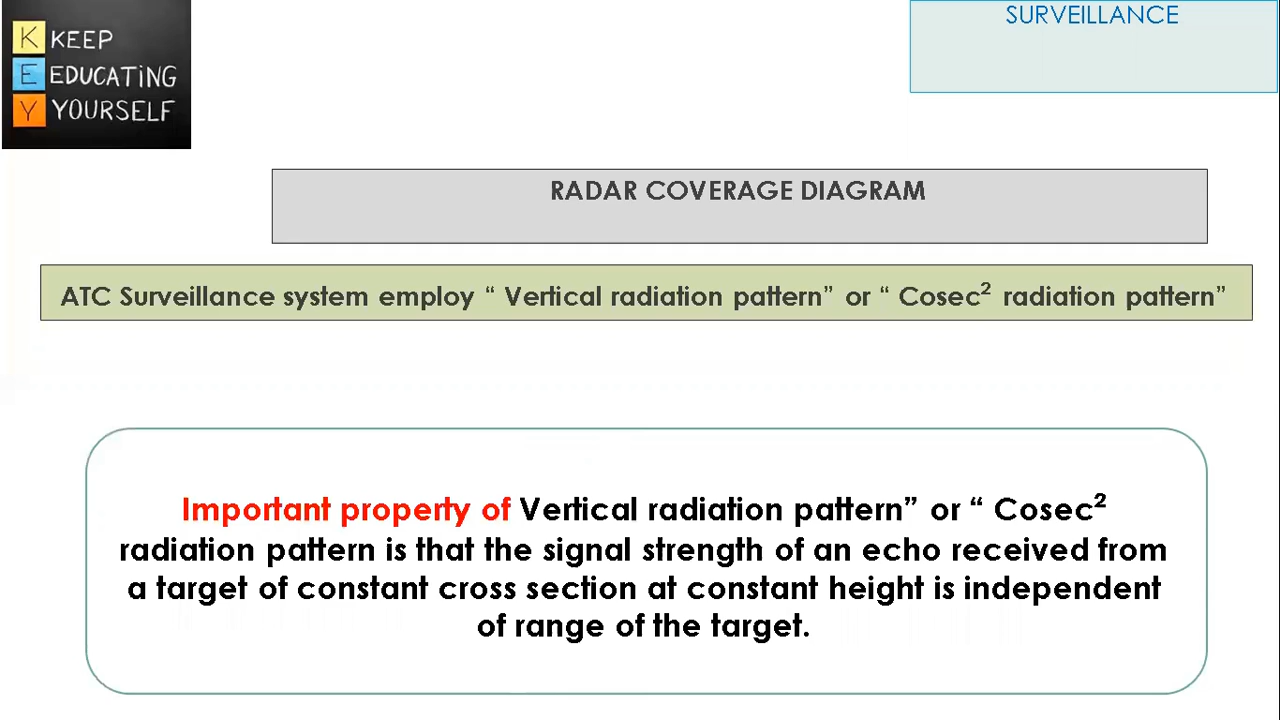 K KEEP
E EDUCATiNG
Y YOURSELF
SURVEILLANCE
RADAR COVERAGE DIAGRAM
ATC Surveillance system employ “ Vertical radiation pattern” or “ Cosec² radiation pattern”
Important property of Vertical radiation pattern” or “ Cosec²
radiation pattern is that the signal strength of an echo received from
a target of constant cross section at constant height is independent
of range of the target.